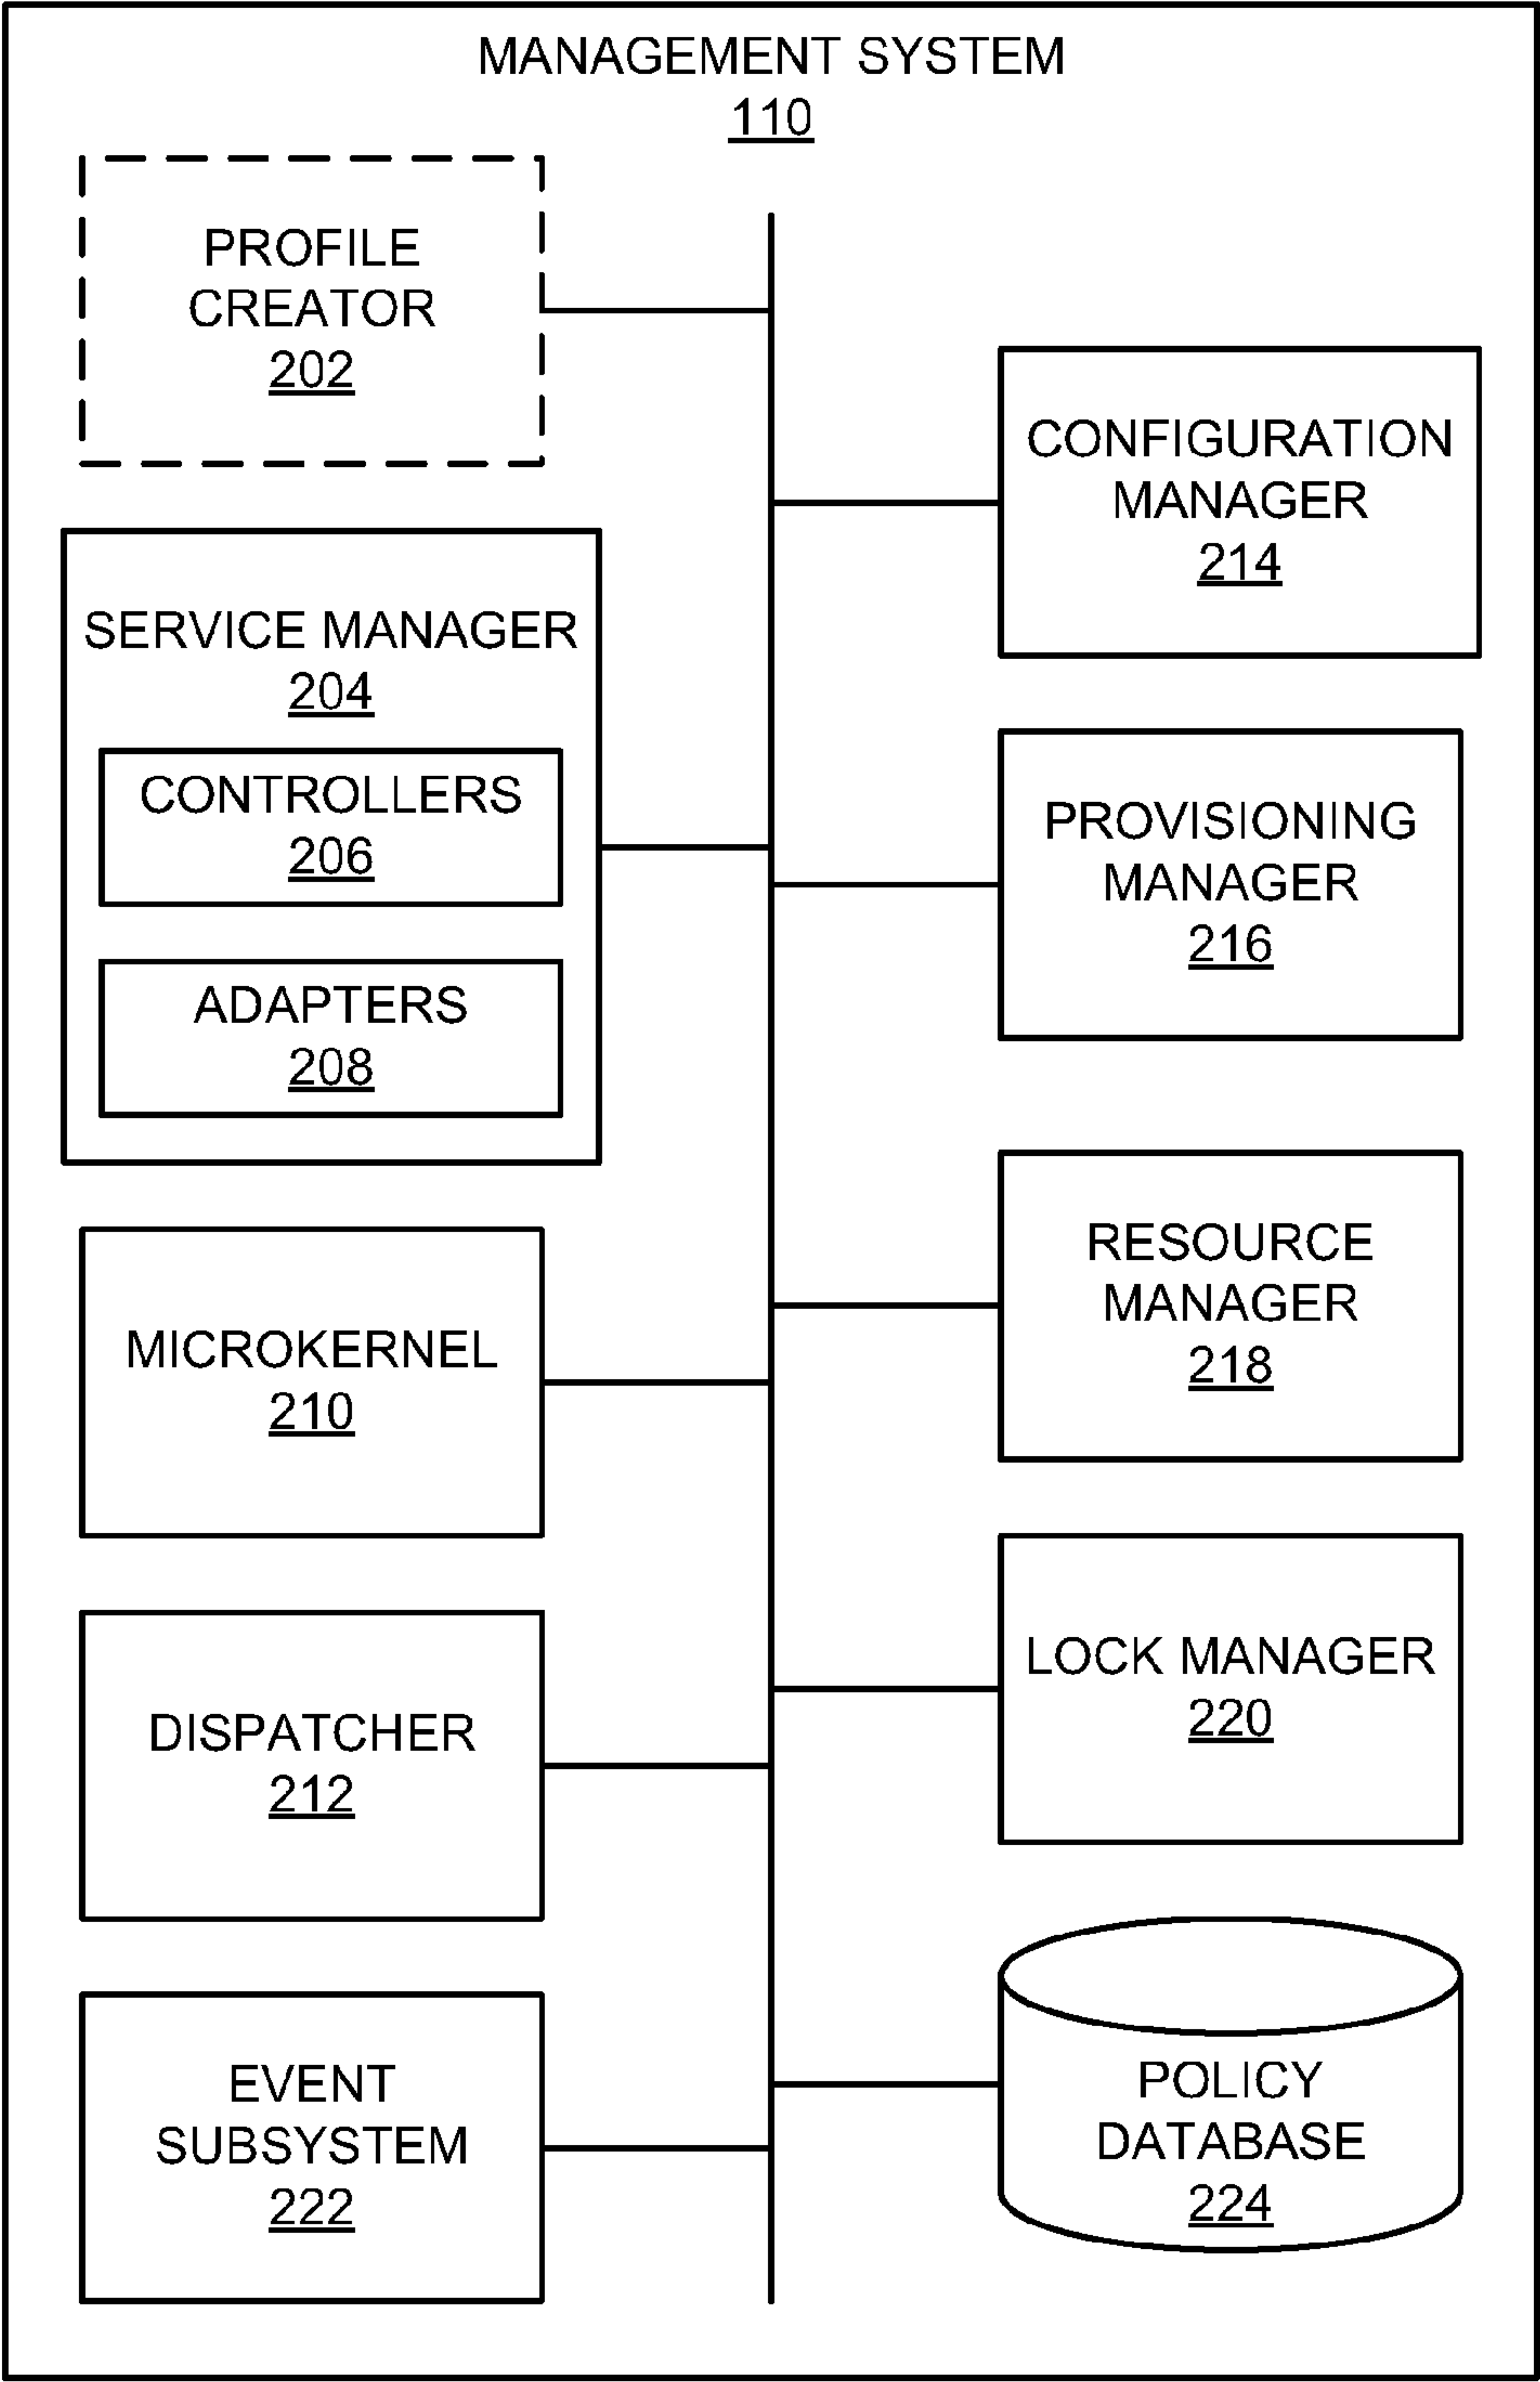 MANAGEMENT SYSTEM
110
PROFILE
CREATOR
202
SERVICE MANAGER
204
CONTROLLERS
206
ADAPTERS
208
MICROKERNEL
210
DISPATCHER
212
EVENT
SUBSYSTEM
222
CONFIGURATION
MANAGER
214
PROVISIONING
MANAGER
216
RESOURCE
MANAGER
218
LOCK MANAGER
220
POLICY
DATABASE
224